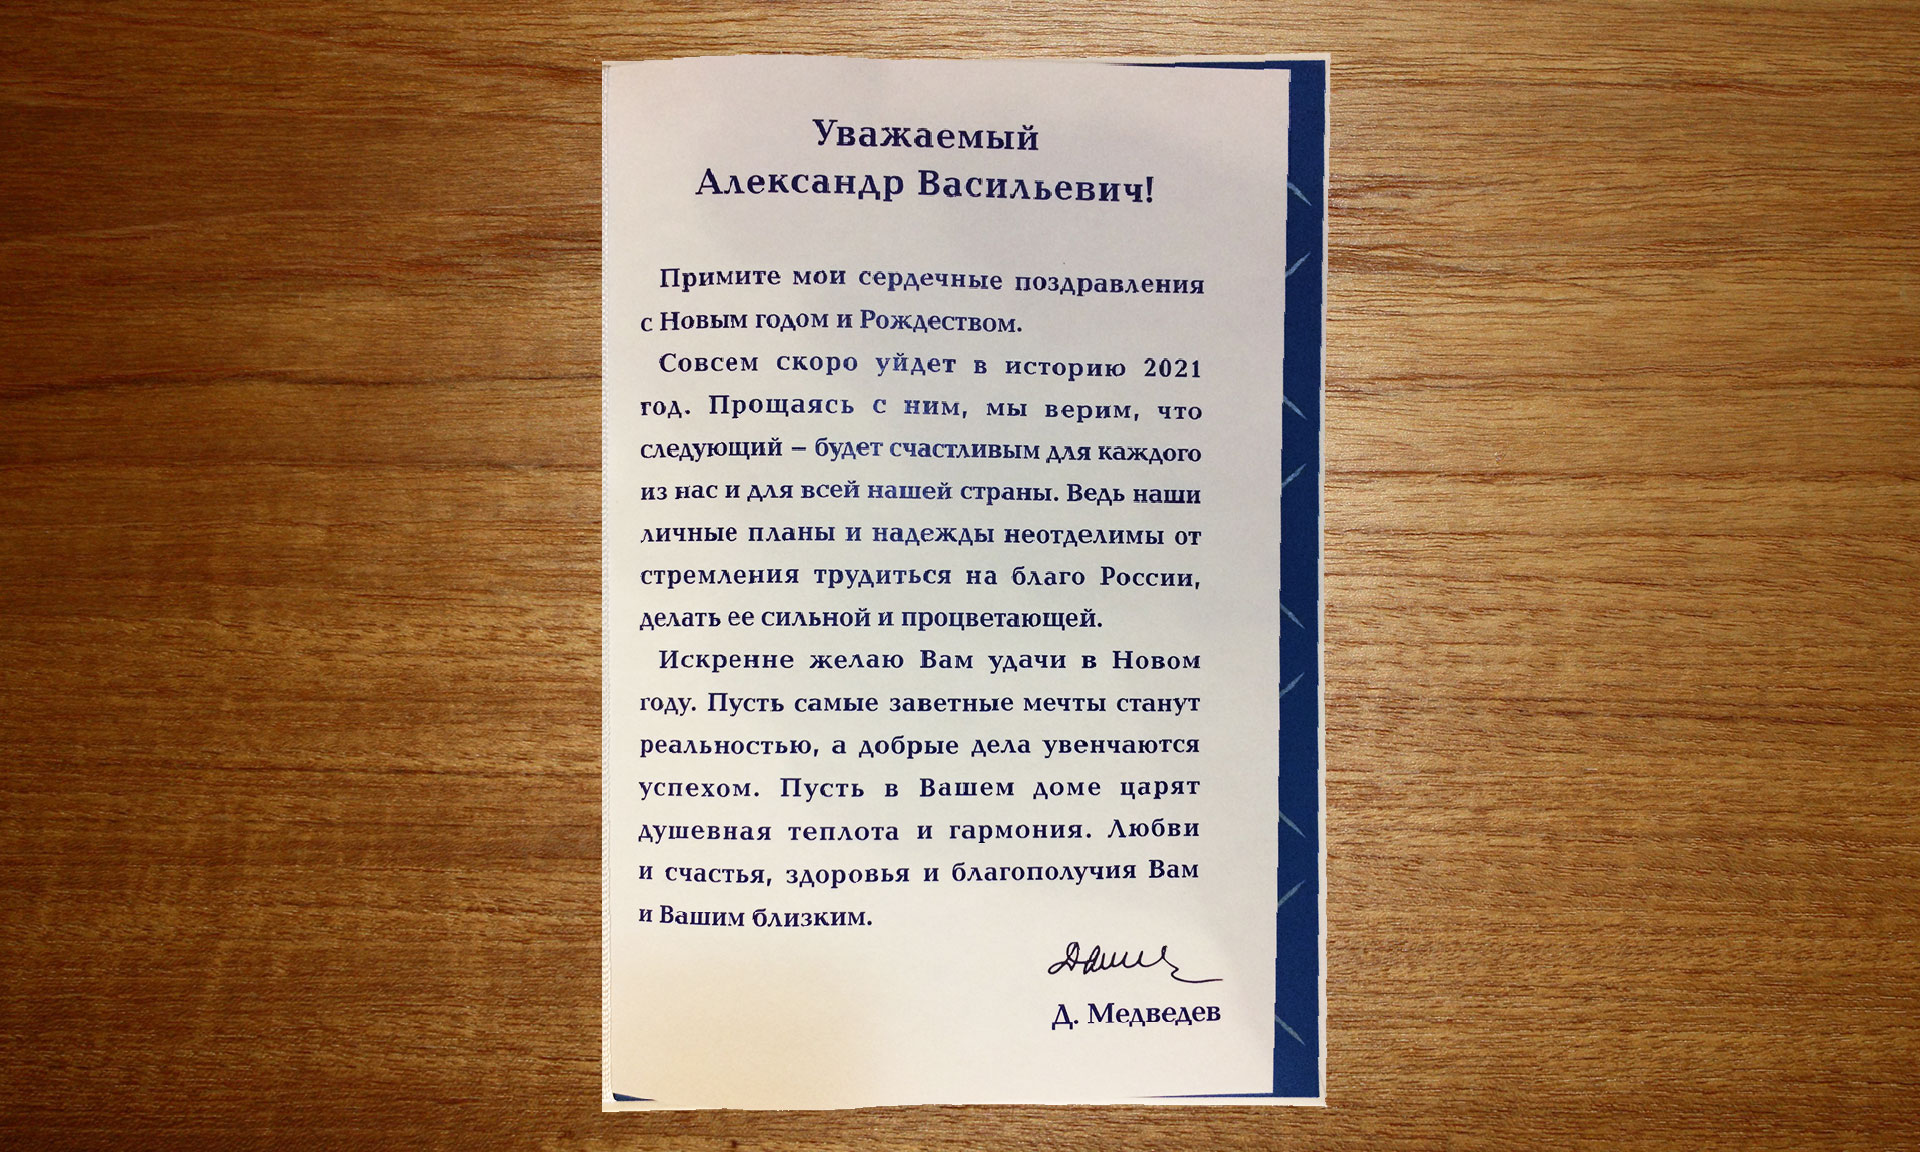 Уважаемый
Александр Васильевич!
Примите мои сердечные поздравления
с Новым годом и Рождеством.
Совсем скоро уйдет в историю 2021
год. Прощаясь с ним, мы верим, что
следующий – будет счастливым для каждого
из нас и для всей нашей страны. Ведь наши
личные планы и надежды неотделимы от
стремления трудиться на благо России,
делать ее сильной и процветающей.
Искренне желаю Вам удачи в Новом
году. Пусть самые заветные мечты станут
реальностью, а добрые дела увенчаются
успехом. Пусть в Вашем доме царят
душевная теплота и гармония. Любви
и счастья, здоровья и благополучия Вам
и Вашим близким.
Д. Медведев